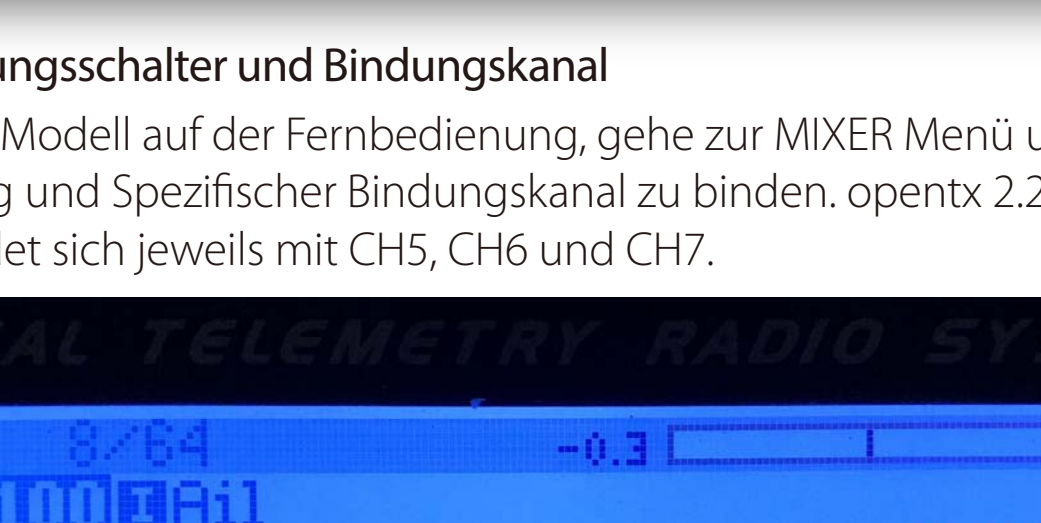 ungsschalter und Bindungskanal
Modell auf der Fernbedienung, gehe zur MIXER Menü u
g und Spezifischer Bindungskanal zu binden. opentx 2.2
et sich jeweils mit CH5, CH6 und CH7.
AL TELEMETRY RADIO SY
8/64 -0.3
100 I Ail